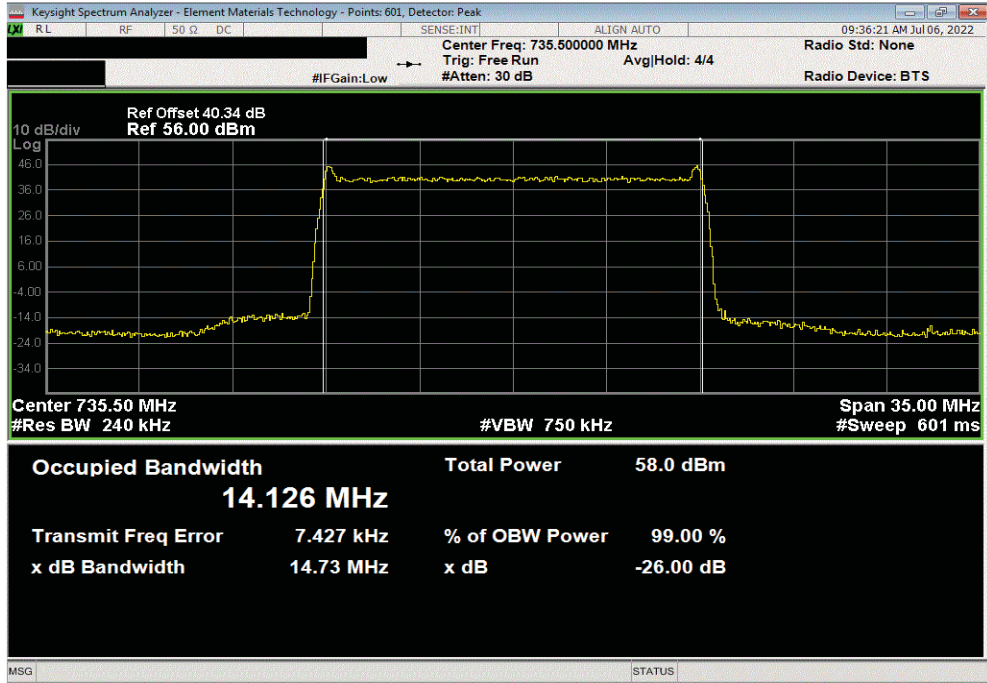 Keysight Spectrum Analyzer - Element Materials Technology - Points: 601, Detector: Peak
LXI RL RF 50 Ω DC SENSE:INT ALIGN AUTO 09:36:21 AM Jul 06, 2022
Center Freq: 735.500000 MHz Radio Std: None
Trig: Free Run Avg|Hold: 4/4
#IFGain:Low #Atten: 30 dB Radio Device: BTS
Ref Offset 40.34 dB
10 dB/div Ref 56.00 dBm
Log
46.0
36.0
26.0
16.0
6.00
-4.00
-14.0
-24.0
-34.0
Center 735.50 MHz Span 35.00 MHz
#Res BW 240 kHz #VBW 750 kHz #Sweep 601 ms
Occupied Bandwidth Total Power 58.0 dBm
14.126 MHz
Transmit Freq Error 7.427 kHz % of OBW Power 99.00 %
x dB Bandwidth 14.73 MHz x dB -26.00 dB
MSG STATUS